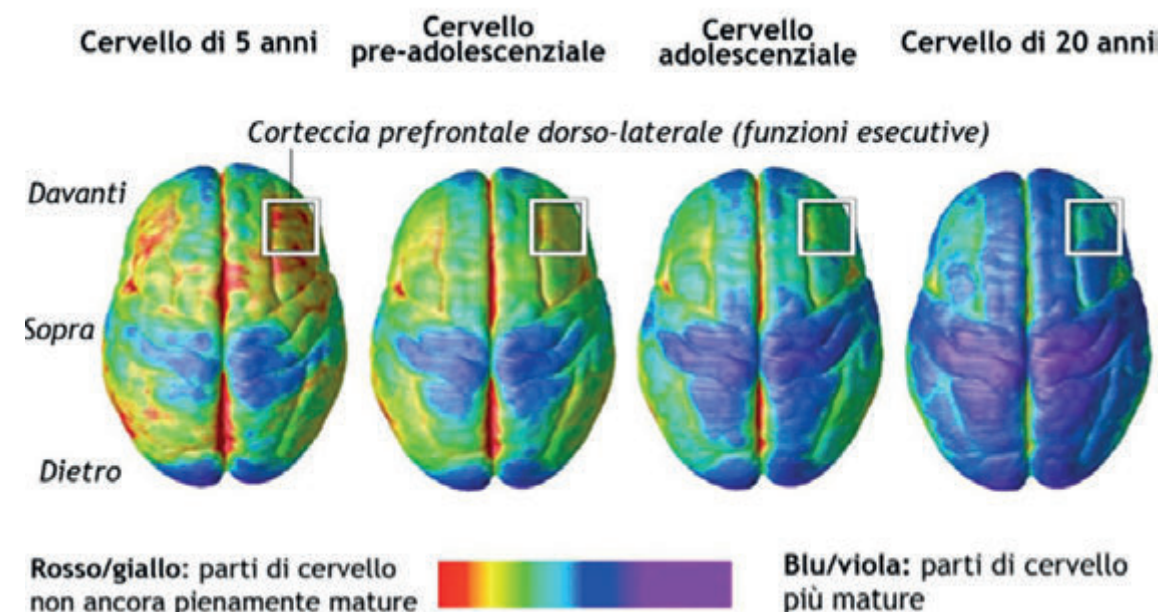 Cervello di 5 anni
Cervello
pre-adolescenziale
Cervello
adolescenziale
Cervello di 20 anni
Corteccia prefrontale dorso-laterale (funzioni esecutive)
Davanti
Sopra
Dietro
Rosso/giallo: parti di cervello
non ancora pienamente mature
Blu/viola: parti di cervello
più mature